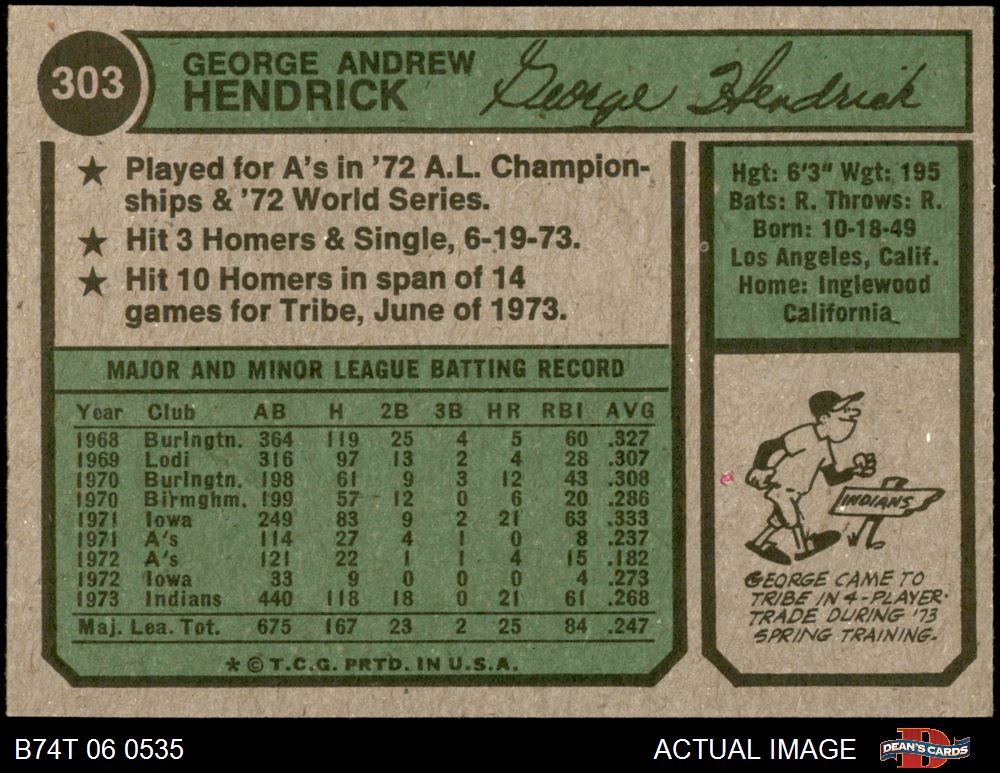 303
GEORGE ANDREW
HENDRICK
George Hendrick
★ Played for A's in '72 A.L. Champion-
ships & '72 World Series.
★ Hit 3 Homers & Single, 6-19-73.
★ Hit 10 Homers in span of 14
games for Tribe, June of 1973.
Hgt: 6'3" Wgt: 195
Bats: R. Throws: R.
Born: 10-18-49
Los Angeles, Calif.
Home: Inglewood
California
MAJOR AND MINOR LEAGUE BATTING RECORD
Year Club AB H 2B 3B HR RBI AVG
1968 Burlngtn. 364 119 25 4 5 60 .327
1969 Lodi 316 97 13 2 4 28 .307
1970 Burlngtn. 198 61 9 3 12 43 .308
1970 Birmghm. 199 57 12 0 6 20 .286
1971 Iowa 249 83 9 2 21 63 .333
1971 A's 114 27 4 1 0 8 .237
1972 A's 121 22 1 1 4 15 .182
1972 Iowa 33 9 0 0 0 4 .273
1973 Indians 440 118 18 0 21 61 .268
Maj. Lea. Tot. 675 167 23 2 25 84 .247
* © T.C.G. PRTD. IN U.S.A.
INDIANS
GEORGE CAME TO
TRIBE IN 4-PLAYER
TRADE DURING '73
SPRING TRAINING.
B74T 06 0535
ACTUAL IMAGE
DEAN'S CARDS